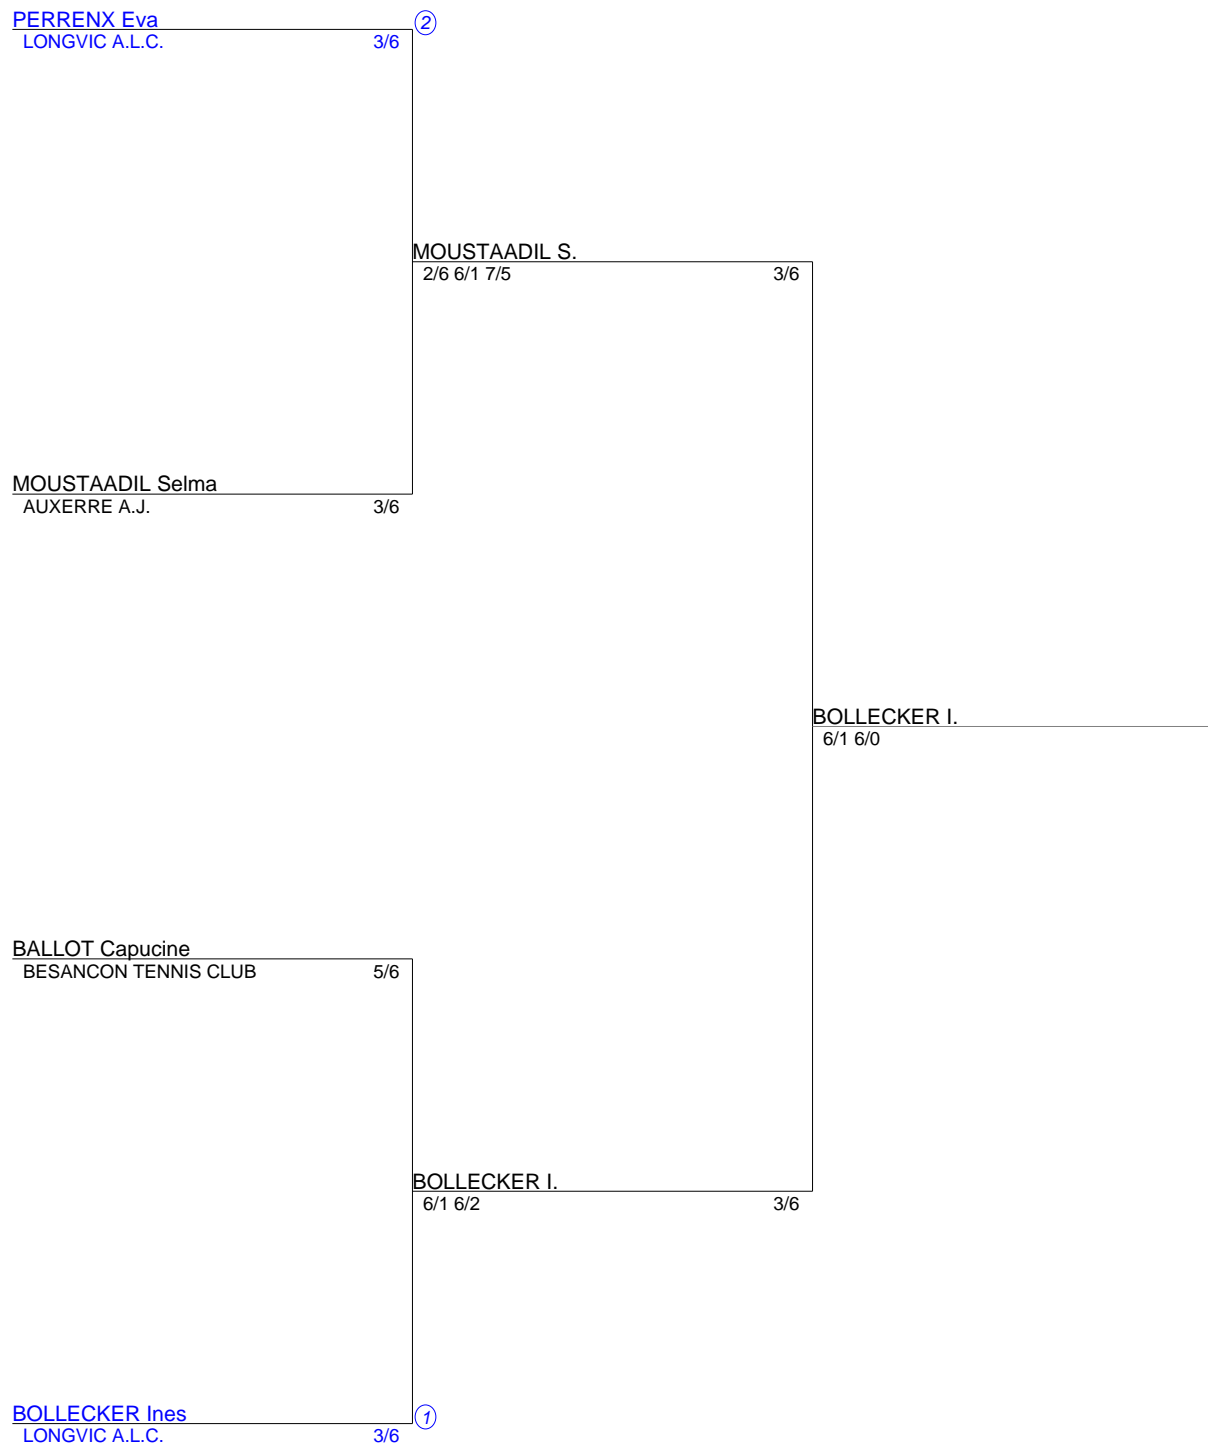 PERRENX Eva 2
LONGVIC A.L.C. 3/6
MOUSTAADIL S.
2/6 6/1 7/5 3/6
MOUSTAADIL Selma
AUXERRE A.J. 3/6
BOLLECKER I.
6/1 6/0
BALLOT Capucine
BESANCON TENNIS CLUB 5/6
BOLLECKER I.
6/1 6/2 3/6
BOLLECKER Ines 1
LONGVIC A.L.C. 3/6